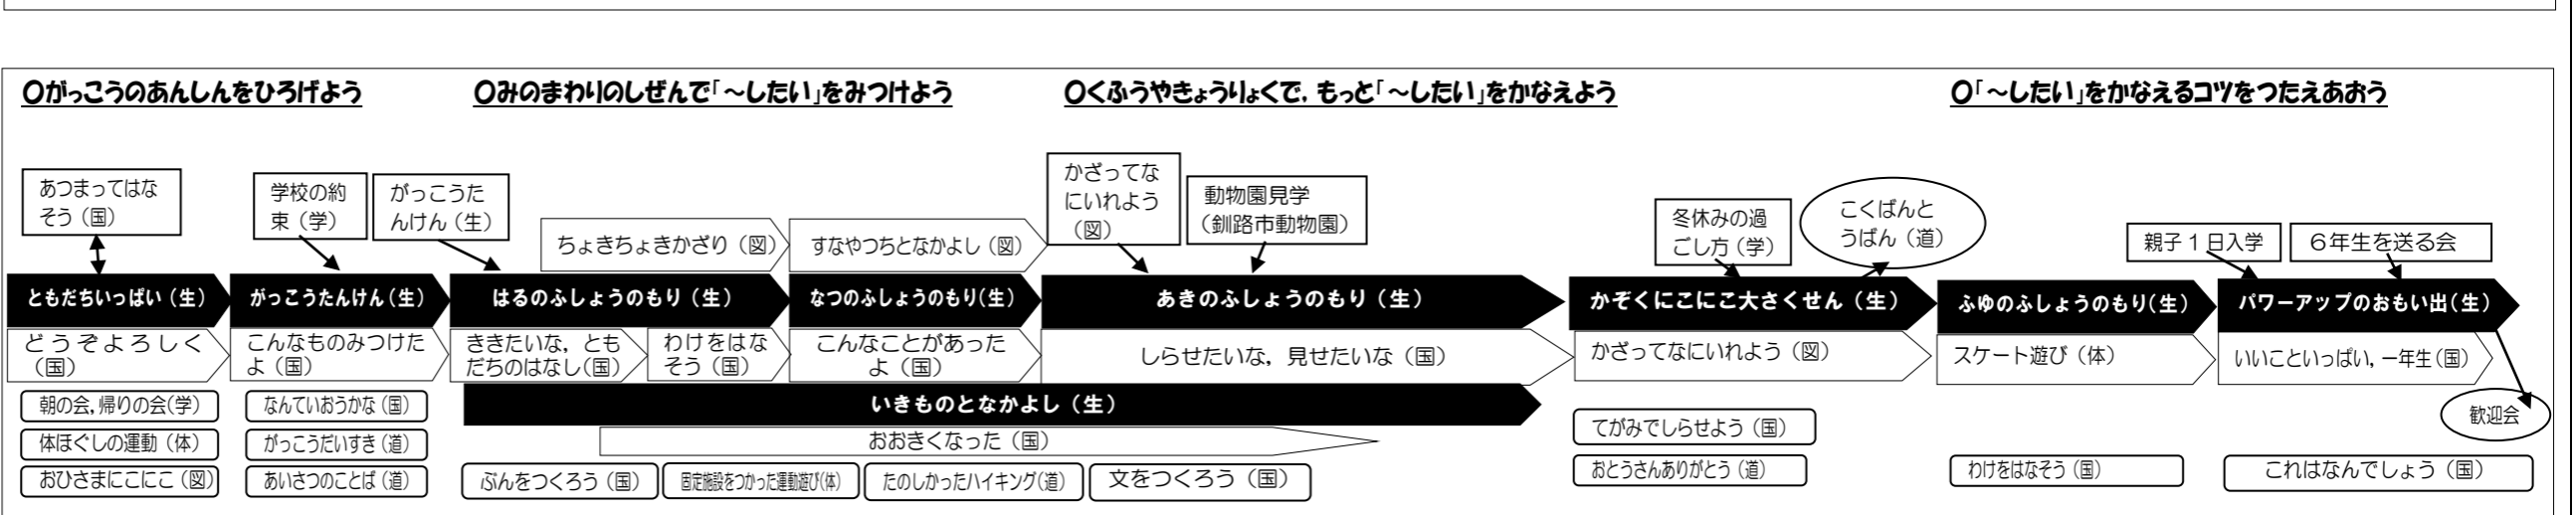 〇がっこうのあんしんをひろげよう
〇みのまわりのしぜんで「～したい」をみつけよう
〇くふうやきょうりょくで，もっと「～したい」をかなえよう
〇「～したい」をかなえるコツをつたえあおう
あつまってはな
そう（国）
学校の約
束（学）
がっこうた
んけん（生）
ちょきちょきかざり（図）
すなやつちとなかよし（図）
かざってな
にいれよう
（図）
動物園見学
（釧路市動物園）
冬休みの過
ごし方（学）
こくばんと
うばん（道）
親子１日入学
６年生を送る会
ともだちいっぱい（生）
がっこうたんけん（生）
はるのふしょうのもり（生）
なつのふしょうのもり（生）
あきのふしょうのもり（生）
かぞくにこにこ大さくせん（生）
ふゆのふしょうのもり（生）
パワーアップのおもい出（生）
どうぞよろしく
（国）
こんなものみつけた
よ（国）
ききたいな，とも
だちのはなし（国）
わけをはな
そう（国）
こんなことがあった
よ（国）
しらせたいな，見せたいな（国）
かざってなにいれよう（図）
スケート遊び（体）
いいこといっぱい，一年生（国）
いきものとなかよし（生）
おおきくなった（国）
歓迎会
朝の会，帰りの会（学）
体ほぐしの運動（体）
おひさまにこにこ（図）
なんていおうかな（国）
がっこうだいすき（道）
あいさつのことば（道）
ぶんをつくろう（国）
固定施設をつかった運動遊び（体）
たのしかったハイキング（道）
文をつくろう（国）
てがみでしらせよう（国）
おとうさんありがとう（道）
わけをはなそう（国）
これはなんでしょう（国）